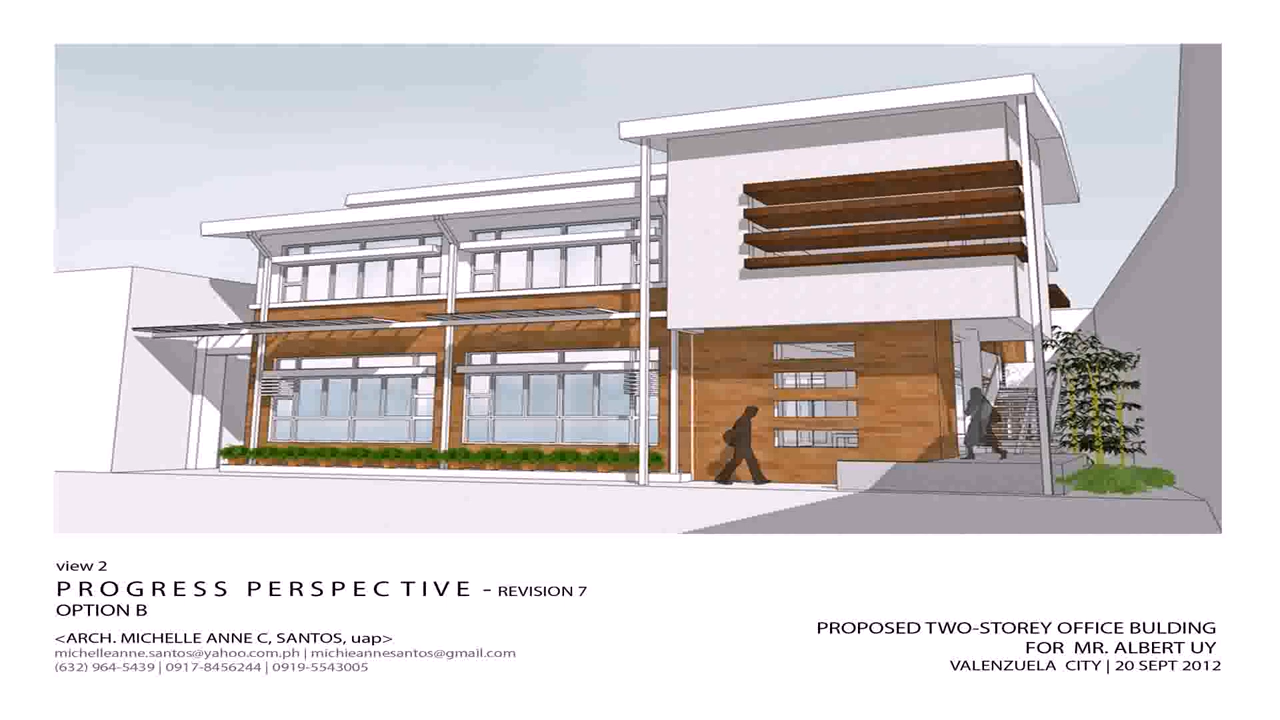 view 2
PROGRESS PERSPECTIVE - REVISION 7
OPTION B
<ARCH. MICHELLE ANNE C, SANTOS, uap>
michelleanne.santos@yahoo.com.ph | michieannesantos@gmail.com
(632) 964-5439 | 0917-8456244 | 0919-5543005
PROPOSED TWO-STOREY OFFICE BULDING
FOR MR. ALBERT UY
VALENZUELA CITY | 20 SEPT 2012